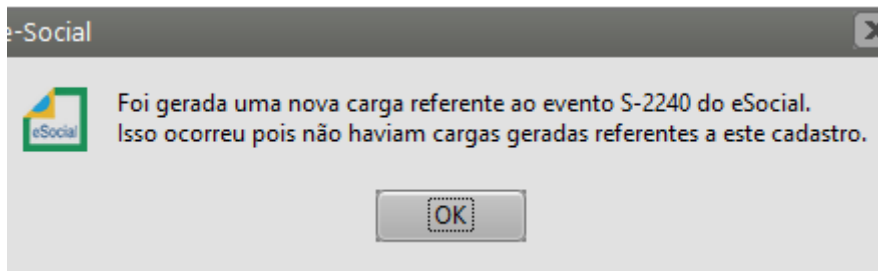 e-Social
eSocial
Foi gerada uma nova carga referente ao evento S-2240 do eSocial.
Isso ocorreu pois não haviam cargas geradas referentes a este cadastro.
OK